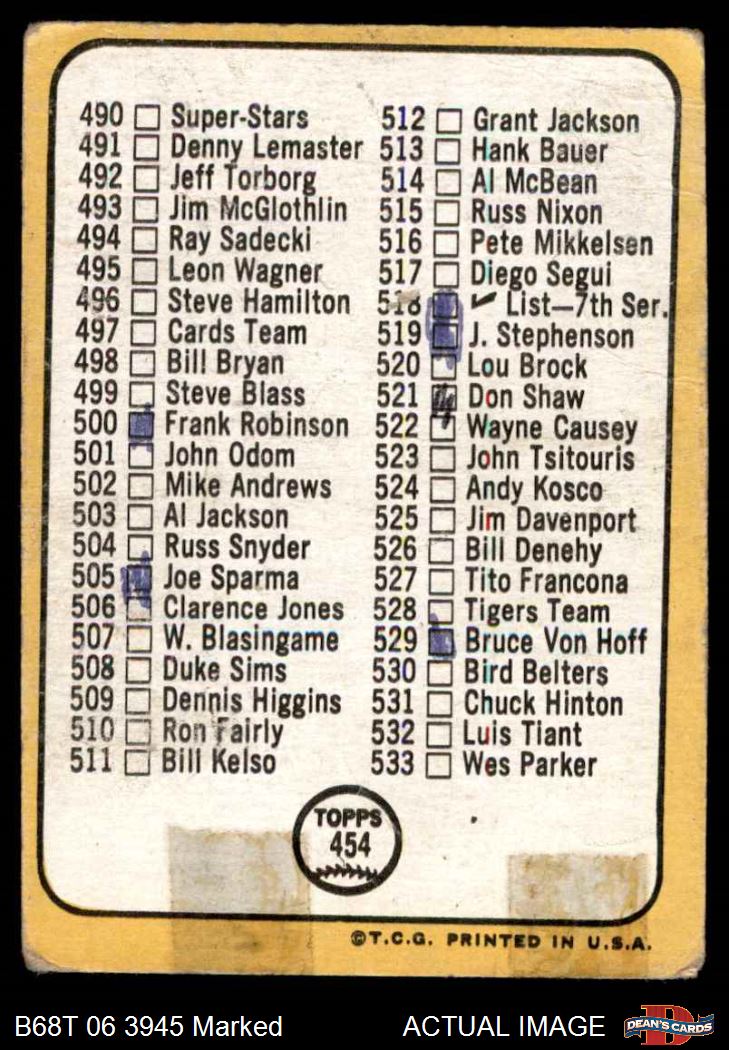 490 Super-Stars
491 Denny Lemaster
492 Jeff Torborg
493 Jim McGlothlin
494 Ray Sadecki
495 Leon Wagner
496 Steve Hamilton
497 Cards Team
498 Bill Bryan
499 Steve Blass
500 Frank Robinson
501 John Odom
502 Mike Andrews
503 Al Jackson
504 Russ Snyder
505 Joe Sparma
506 Clarence Jones
507 W. Blasingame
508 Duke Sims
509 Dennis Higgins
510 Ron Fairly
511 Bill Kelso
512 Grant Jackson
513 Hank Bauer
514 Al McBean
515 Russ Nixon
516 Pete Mikkelsen
517 Diego Segui
518 ✔ List—7th Ser.
519 J. Stephenson
520 Lou Brock
521 Don Shaw
522 Wayne Causey
523 John Tsitouris
524 Andy Kosco
525 Jim Davenport
526 Bill Denehy
527 Tito Francona
528 Tigers Team
529 Bruce Von Hoff
530 Bird Belters
531 Chuck Hinton
532 Luis Tiant
533 Wes Parker
TOPPS
454
©T.C.G. PRINTED IN U.S.A.
B68T 06 3945 Marked
ACTUAL IMAGE
DEAN'S CARDS